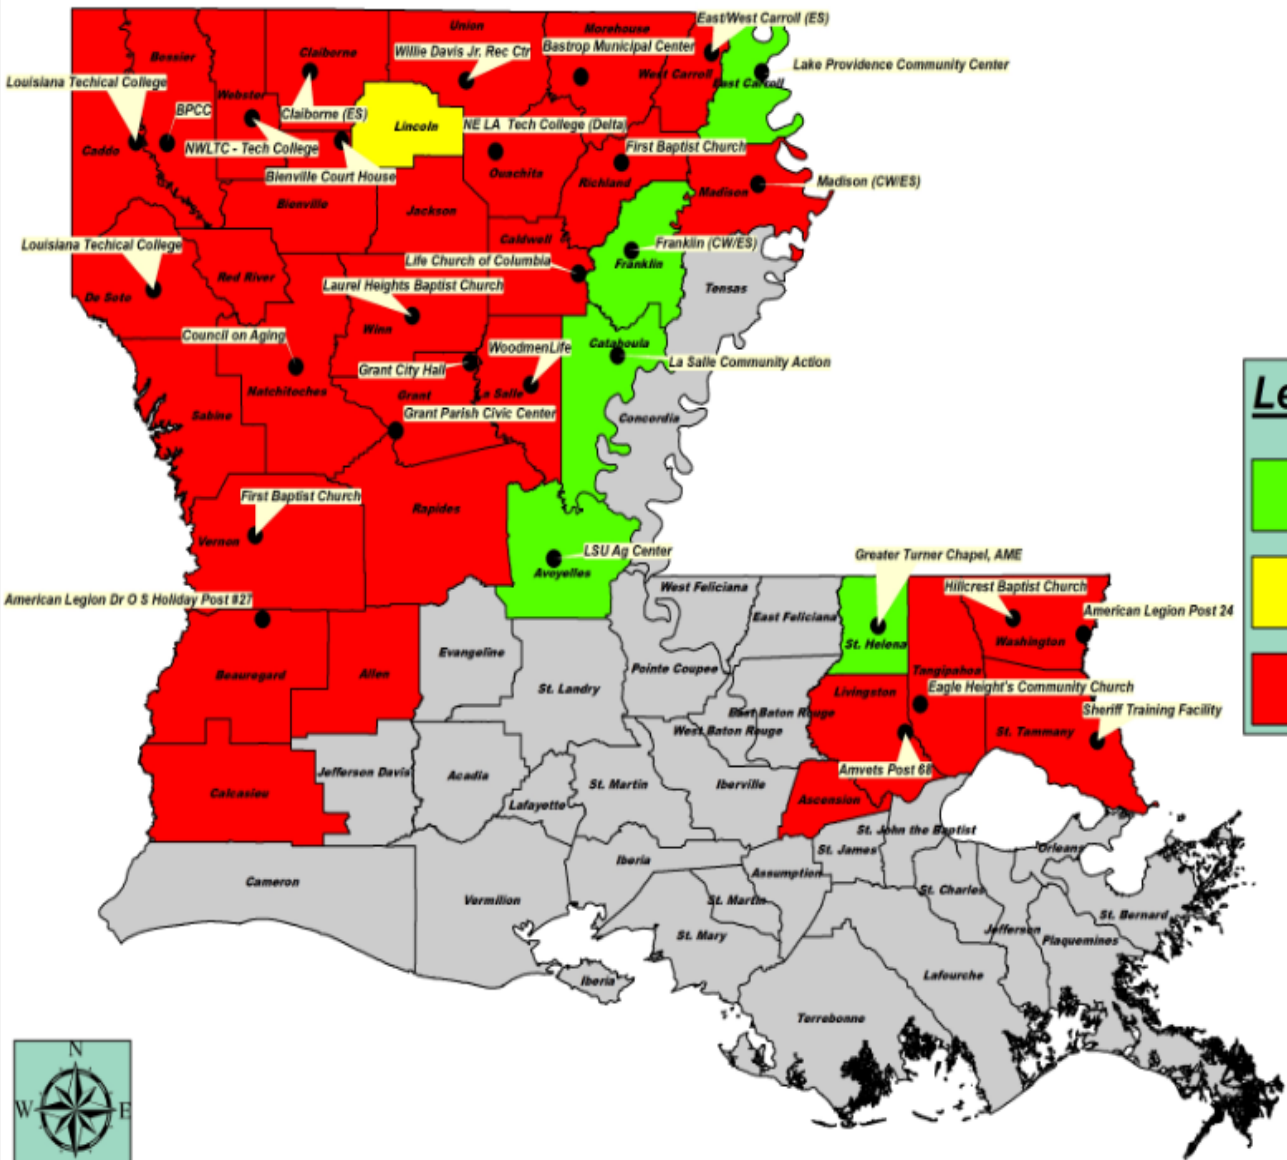 East/West Carroll (ES)
Union
Morehouse
Willie Davis Jr. Rec Ctr
Bastrop Municipal Center
Claiborne
Bossier
Lake Providence Community Center
West Carroll
East Carroll
Louisiana Techical College
Webster
BPCC
Claiborne (ES)
Lincoln
NE LA Tech College (Delta)
Caddo
NWLTC - Tech College
First Baptist Church
Bienville Court House
Ouachita
Richland
Madison
Madison (CW/ES)
Bienville
Jackson
Louisiana Techical College
Caldwell
Franklin (CW/ES)
Life Church of Columbia
Franklin
Red River
De Soto
Laurel Heights Baptist Church
Tensas
Winn
Council on Aging
WoodmenLife
Catahoula
La Salle Community Action
Grant City Hall
Natchitoches
Grant
La Salle
Sabine
Grant Parish Civic Center
Concordia
Le
First Baptist Church
Rapides
Vernon
LSU Ag Center
Avoyelles
Greater Turner Chapel, AME
West Feliciana
Hillcrest Baptist Church
American Legion Dr O S Holiday Post #27
East Feliciana
American Legion Post 24
St. Helena
Washington
Evangeline
Pointe Coupee
Tangipahoa
Beauregard
Allen
St. Landry
Livingston
Eagle Height's Community Church
East Baton Rouge
Sheriff Training Facility
West Baton Rouge
St. Tammany
Jefferson Davis
Acadia
Amvets Post 68
Calcasieu
Lafayette
St. Martin
Iberville
Ascension
St. John the Baptist
St. James
Orleans
Iberia
Assumption
Cameron
St. Charles
Vermilion
St. Martin
St. Bernard
St. Mary
Jefferson
Plaquemines
Iberia
Lafourche
Terrebonne
N
W E